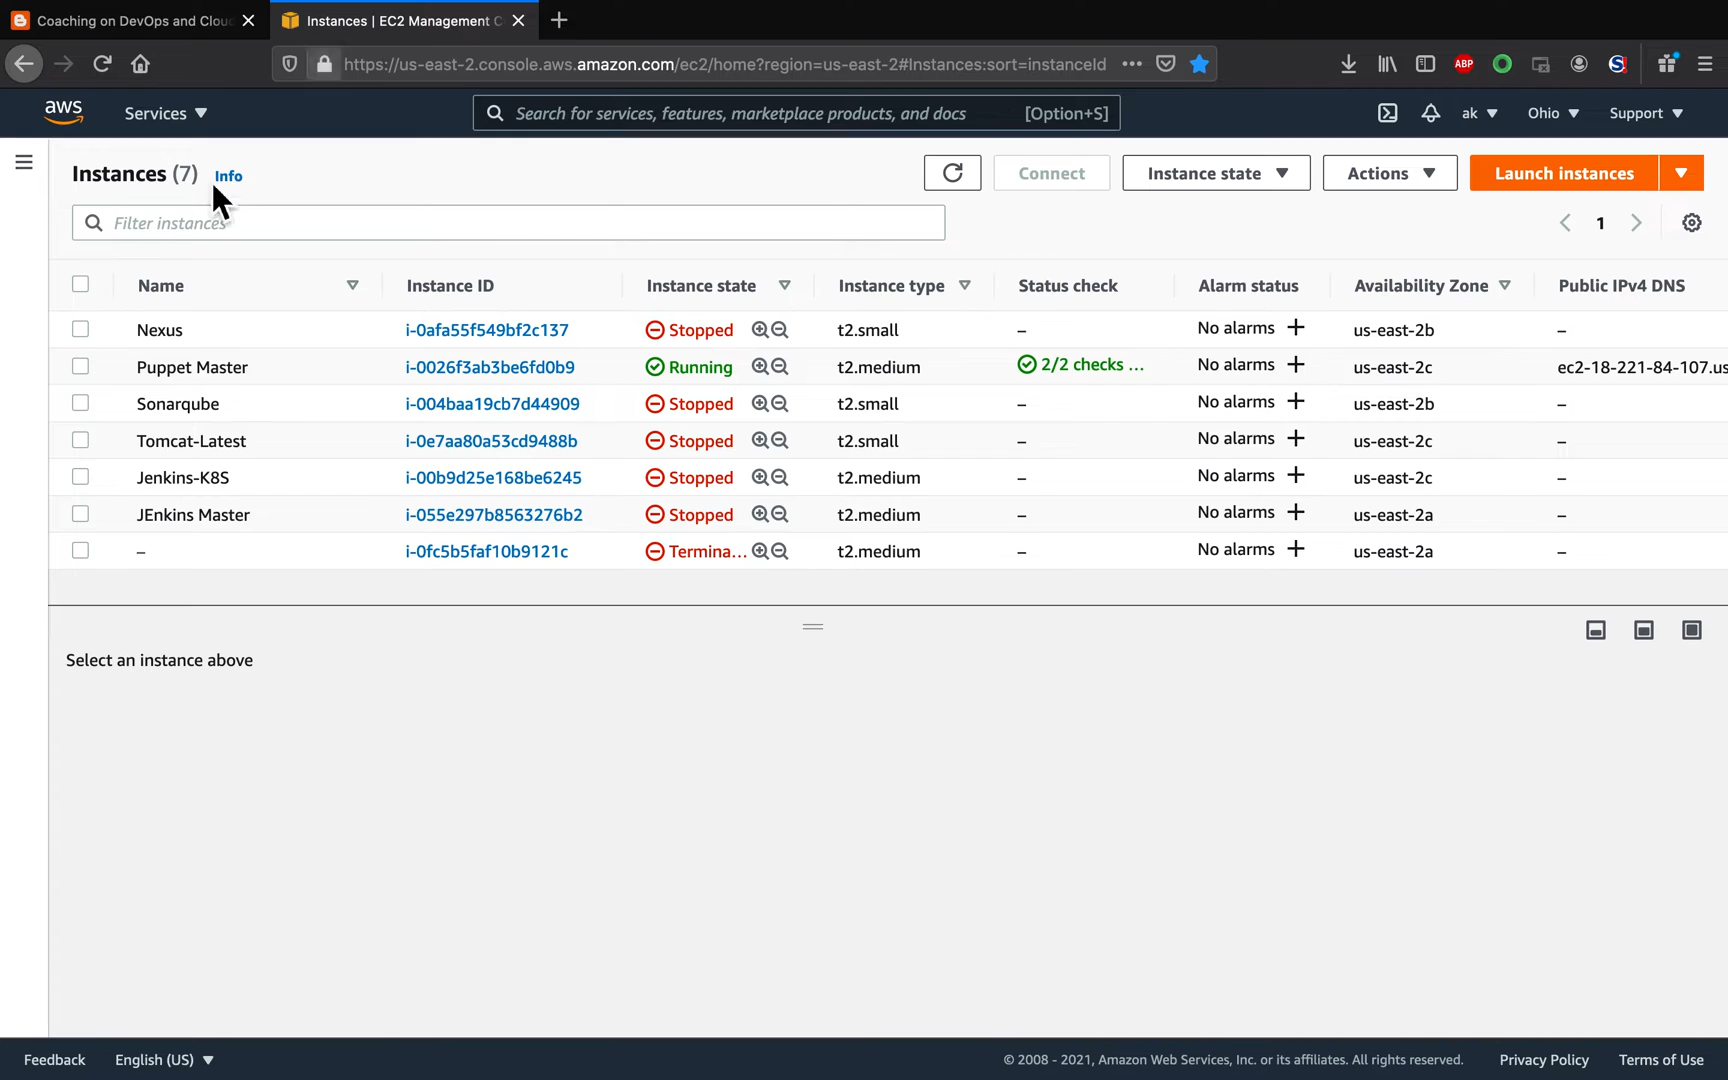 Coaching on DevOps and Clou
Instances | EC2 Management C
https://us-east-2.console.aws.amazon.com/ec2/home?region=us-east-2#Instances:sort=instanceId
ABP
S
aws
Services
Search for services, features, marketplace products, and docs
[Option+S]
ak
Ohio
Support
Instances (7)
Info
Connect
Instance state
Actions
Launch instances
Filter instances
1
Name
Instance ID
Instance state
Instance type
Status check
Alarm status
Availability Zone
Public IPv4 DNS
Nexus i-0afa55f549bf2c137 Stopped t2.small – No alarms + us-east-2b –
Puppet Master i-0026f3ab3be6fd0b9 Running t2.medium 2/2 checks ... No alarms + us-east-2c ec2-18-221-84-107.us
Sonarqube i-004baa19cb7d44909 Stopped t2.small – No alarms + us-east-2b –
Tomcat-Latest i-0e7aa80a53cd9488b Stopped t2.small – No alarms + us-east-2c –
Jenkins-K8S i-00b9d25e168be6245 Stopped t2.medium – No alarms + us-east-2c –
JEnkins Master i-055e297b8563276b2 Stopped t2.medium – No alarms + us-east-2a –
– i-0fc5b5faf10b9121c Termina... t2.medium – No alarms + us-east-2a –
Select an instance above
Feedback
English (US)
© 2008 - 2021, Amazon Web Services, Inc. or its affiliates. All rights reserved.
Privacy Policy
Terms of Use